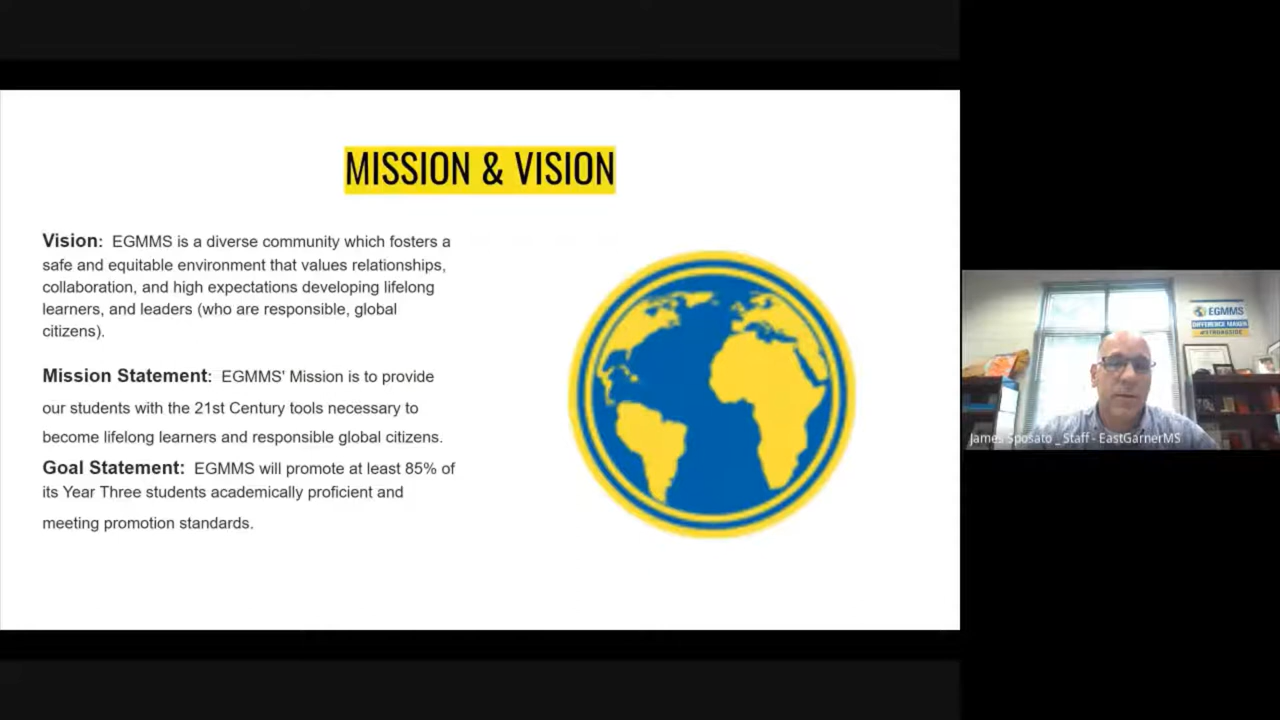 MISSION & VISION
Vision: EGMMS is a diverse community which fosters a
safe and equitable environment that values relationships,
collaboration, and high expectations developing lifelong
learners, and leaders (who are responsible, global
citizens).
Mission Statement: EGMMS' Mission is to provide
our students with the 21st Century tools necessary to
become lifelong learners and responsible global citizens.
Goal Statement: EGMMS will promote at least 85% of
its Year Three students academically proficient and
meeting promotion standards.
EGMMS
DIFFERENCE MAKER
#STRONGSIDE
James Sposato _ Staff - EastGarnerMS